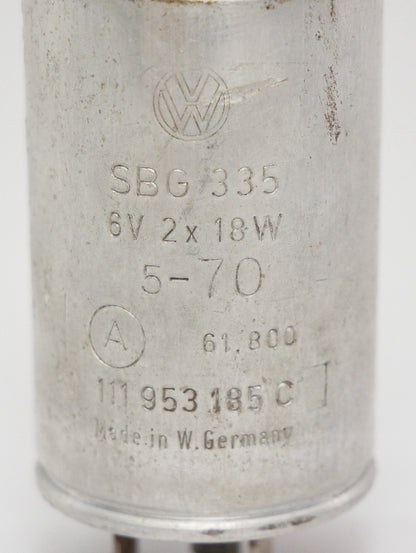 VW
SBG 335
6V 2x18W
5-70
A 61.800
111 953 185 C
Made in W. Germany